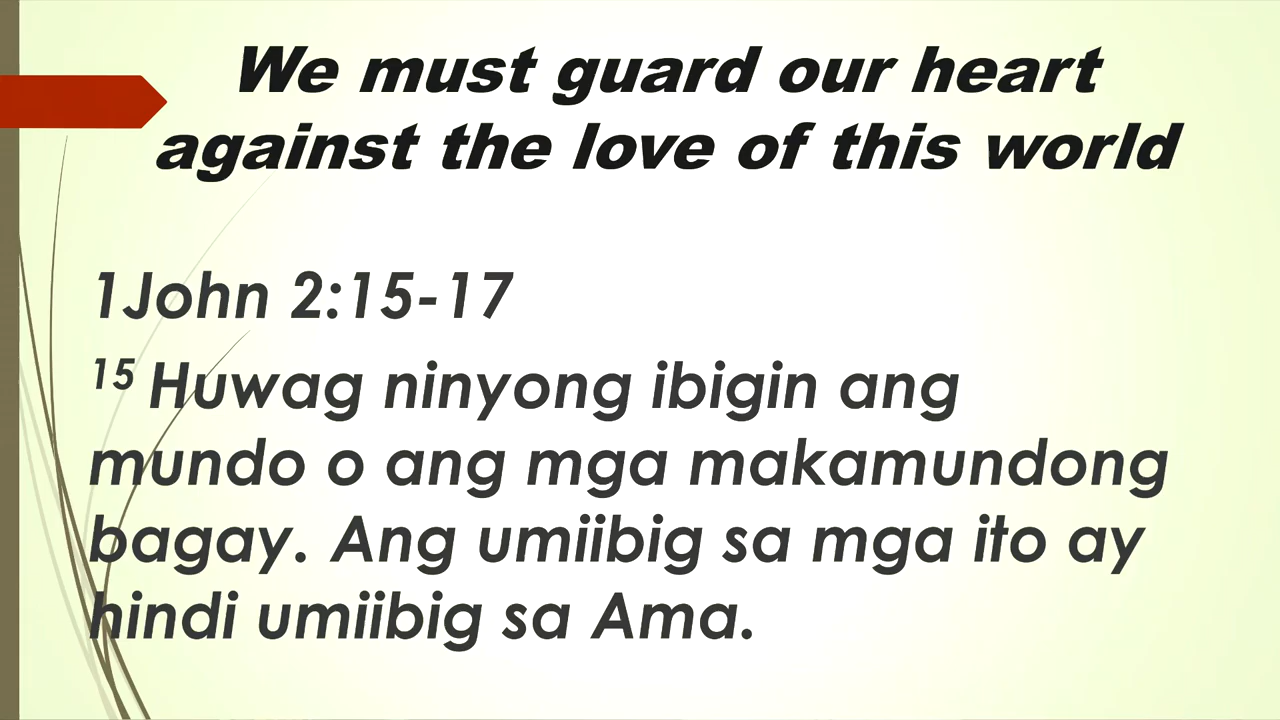 We must guard our heart
against the love of this world
1John 2:15-17
15 Huwag ninyong ibigin ang
mundo o ang mga makamundong
bagay. Ang umiibig sa mga ito ay
hindi umiibig sa Ama.